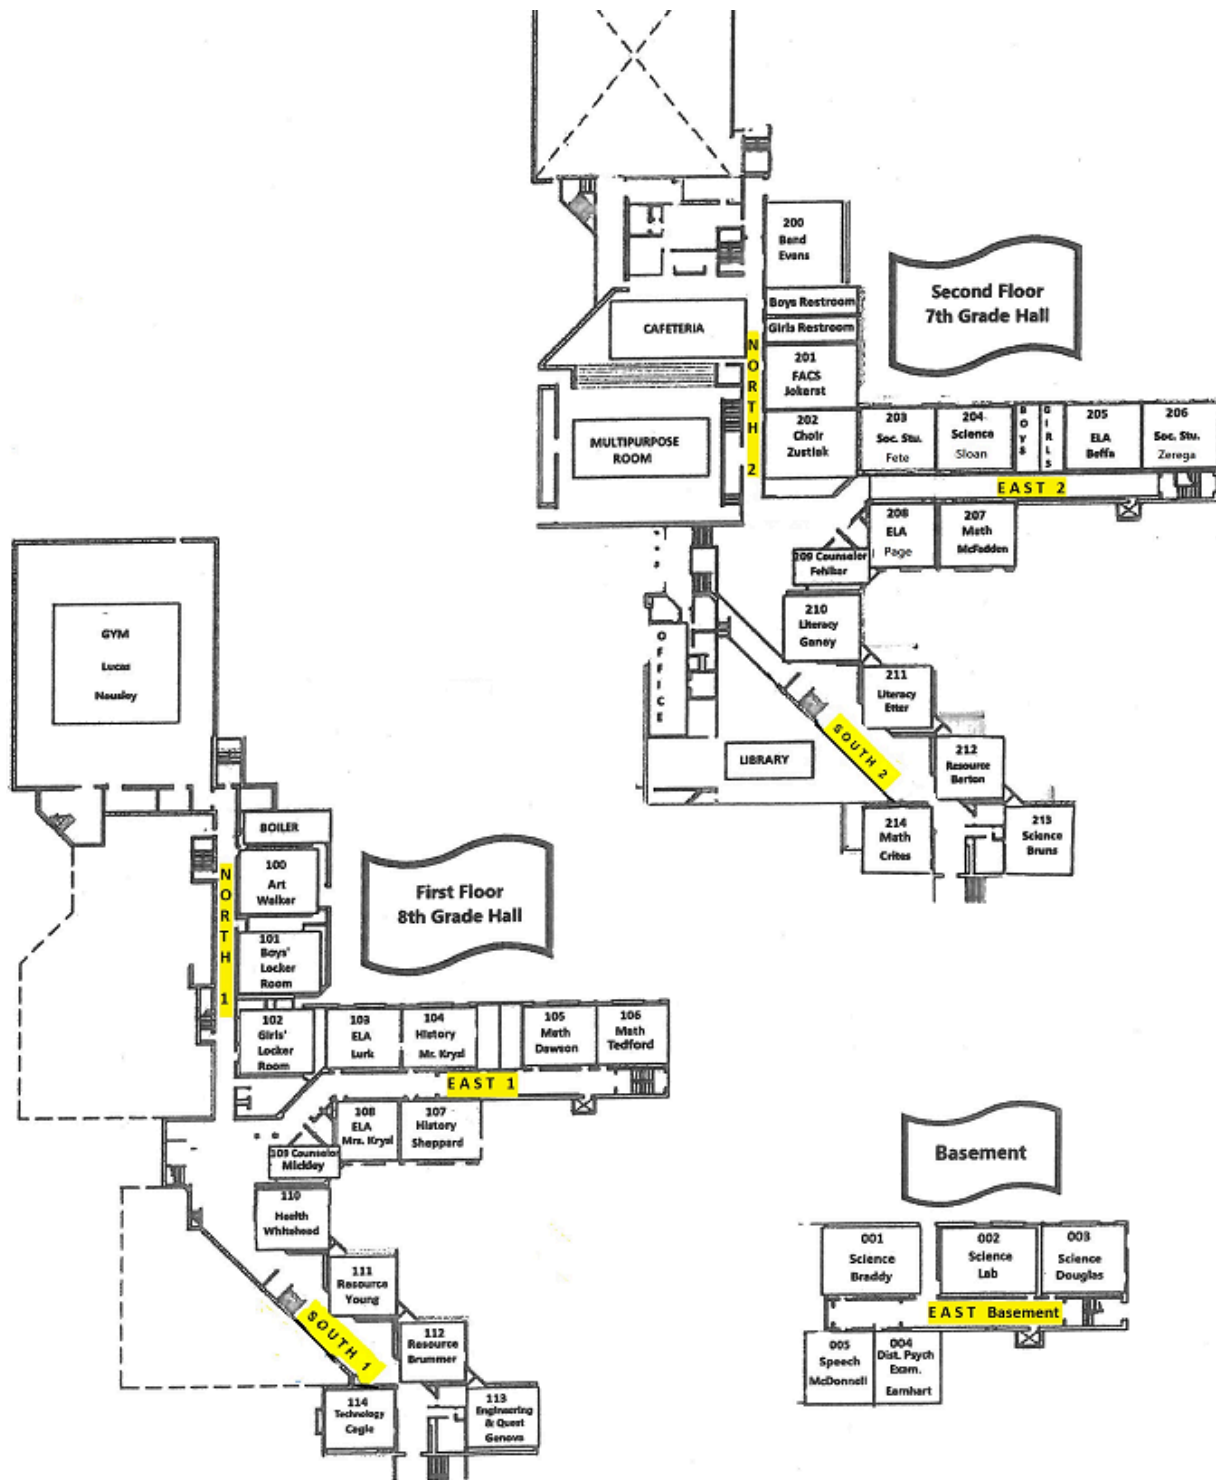 200
Band
Evans
Boys Restroom
Girls Restroom
CAFETERIA
NORTH 2
201
FACS
Jokerst
MULTIPURPOSE
ROOM
202
Choir
Zustiak
Second Floor
7th Grade Hall
203
Soc. Stu.
Fete
204
Science
Sloan
BOYS
GIRLS
205
ELA
Beffa
206
Soc. Stu.
Zerega
EAST 2
208
ELA
Page
207
Math
McFadden
209 Counselor
Fehlker
210
Literacy
Ganey
211
Literacy
Etter
212
Resource
Barton
213
Science
Bruns
214
Math
Crites
SOUTH 2
OFFICE
LIBRARY
GYM
Lucas
Nousley
BOILER
100
Art
Walker
NORTH 1
101
Boys'
Locker
Room
102
Girls'
Locker
Room
First Floor
8th Grade Hall
103
ELA
Lurk
104
History
Mr. Krysl
105
Math
Dawson
106
Math
Tedford
EAST 1
108
ELA
Mrs. Krysl
107
History
Sheppard
109 Counselor
Mickley
110
Health
Whitehead
111
Resource
Young
112
Resource
Brummer
113
Engineering
& Quest
Genova
114
Technology
Cagle
SOUTH 1
Basement
001
Science
Braddy
002
Science
Lab
003
Science
Douglas
EAST Basement
005
Speech
McDonnell
004
Dist. Psych
Exam.
Earnhart